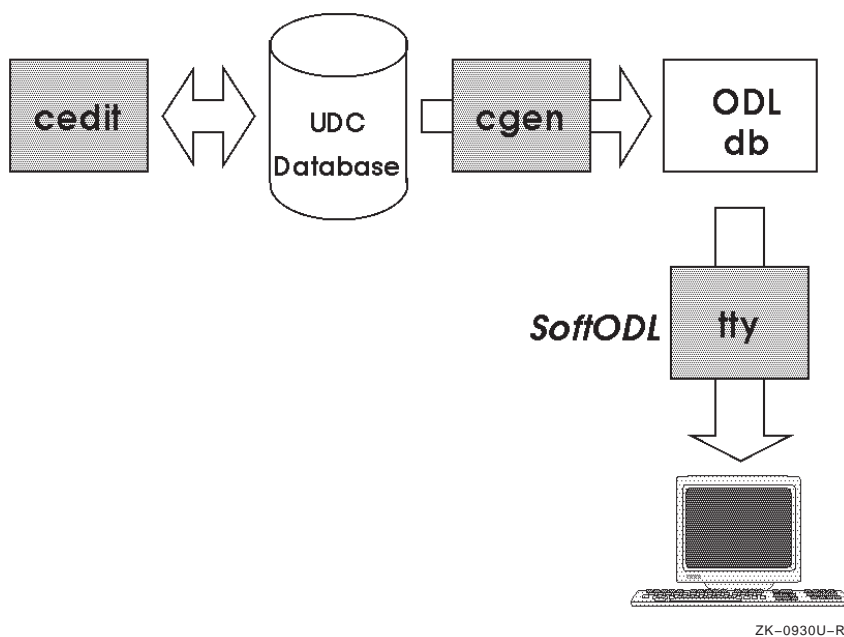 cedit
UDC
Database
cgen
ODL
db
SoftODL
tty
ZK–0930U–R